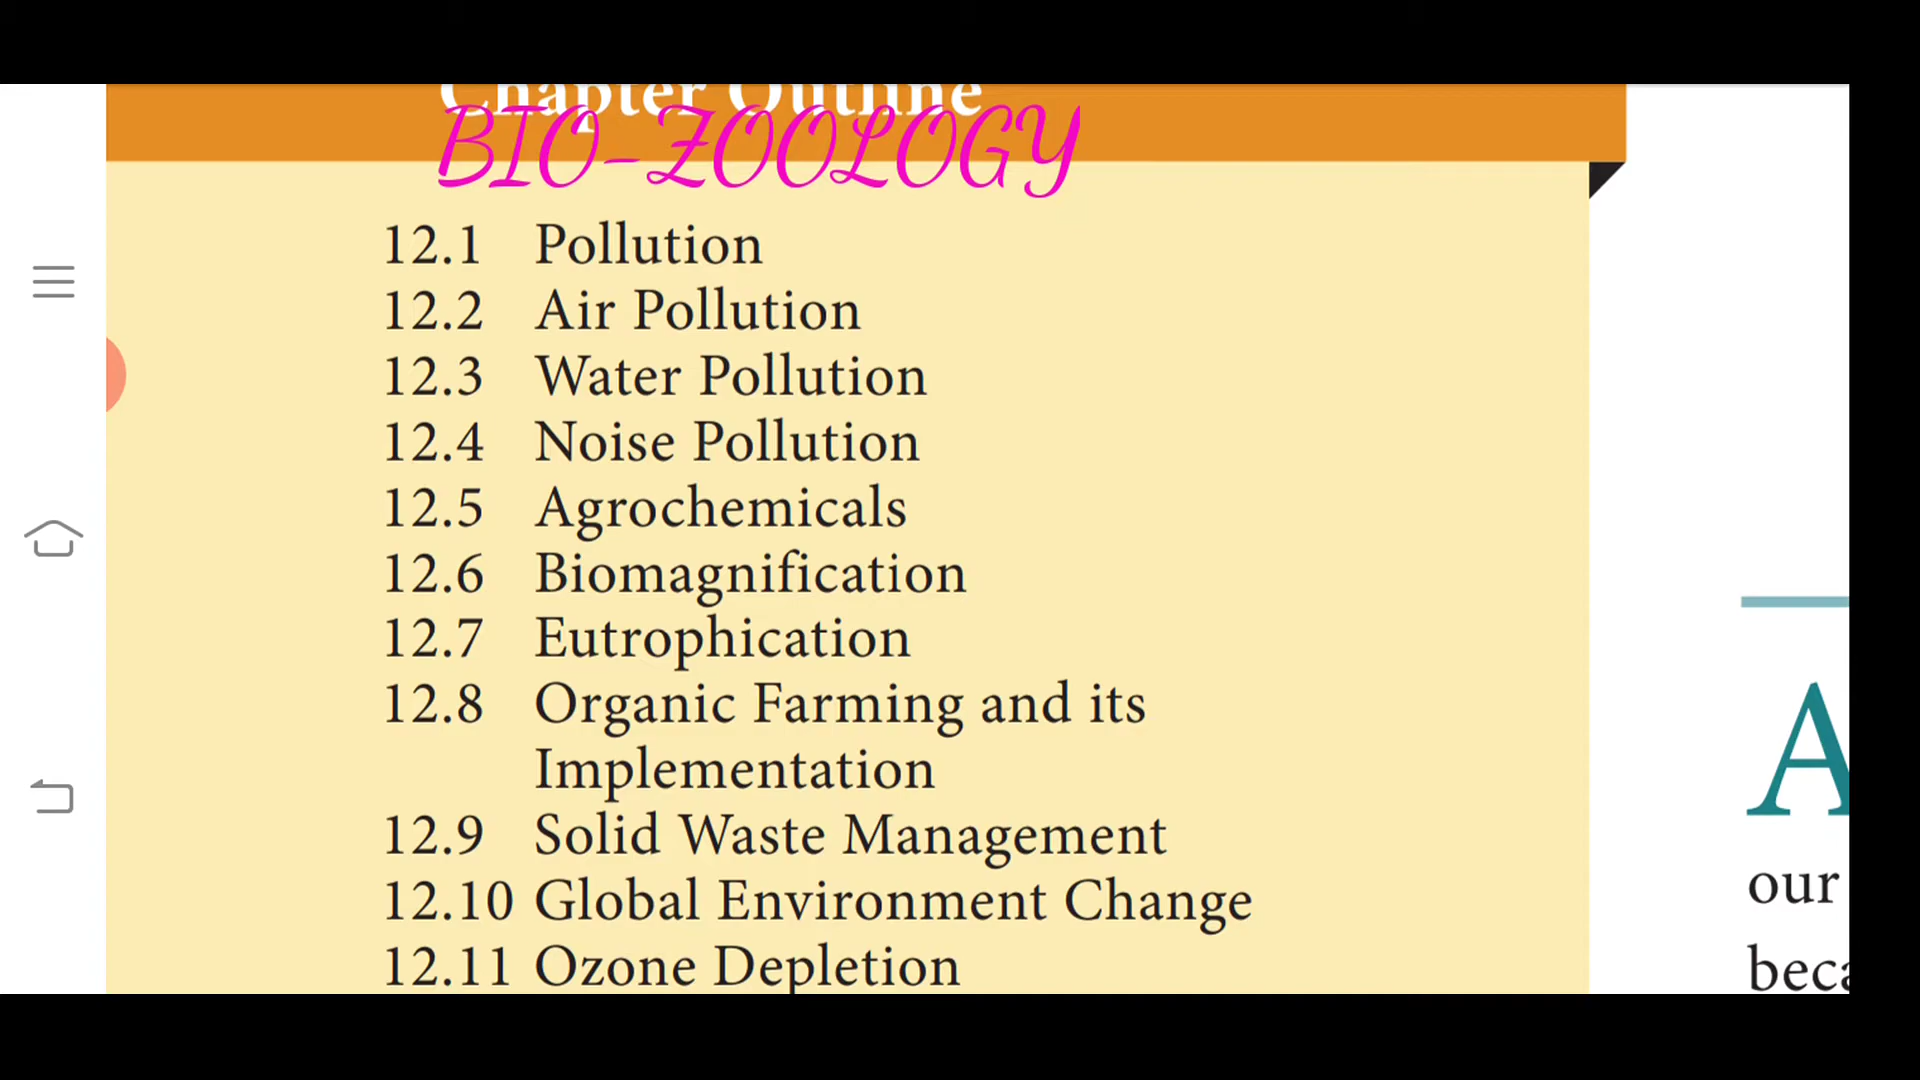 Chapter Outline
BIO-ZOOLOGY
12.1 Pollution
12.2 Air Pollution
12.3 Water Pollution
12.4 Noise Pollution
12.5 Agrochemicals
12.6 Biomagnification
12.7 Eutrophication
12.8 Organic Farming and its
Implementation
12.9 Solid Waste Management
12.10 Global Environment Change
12.11 Ozone Depletion
A
our